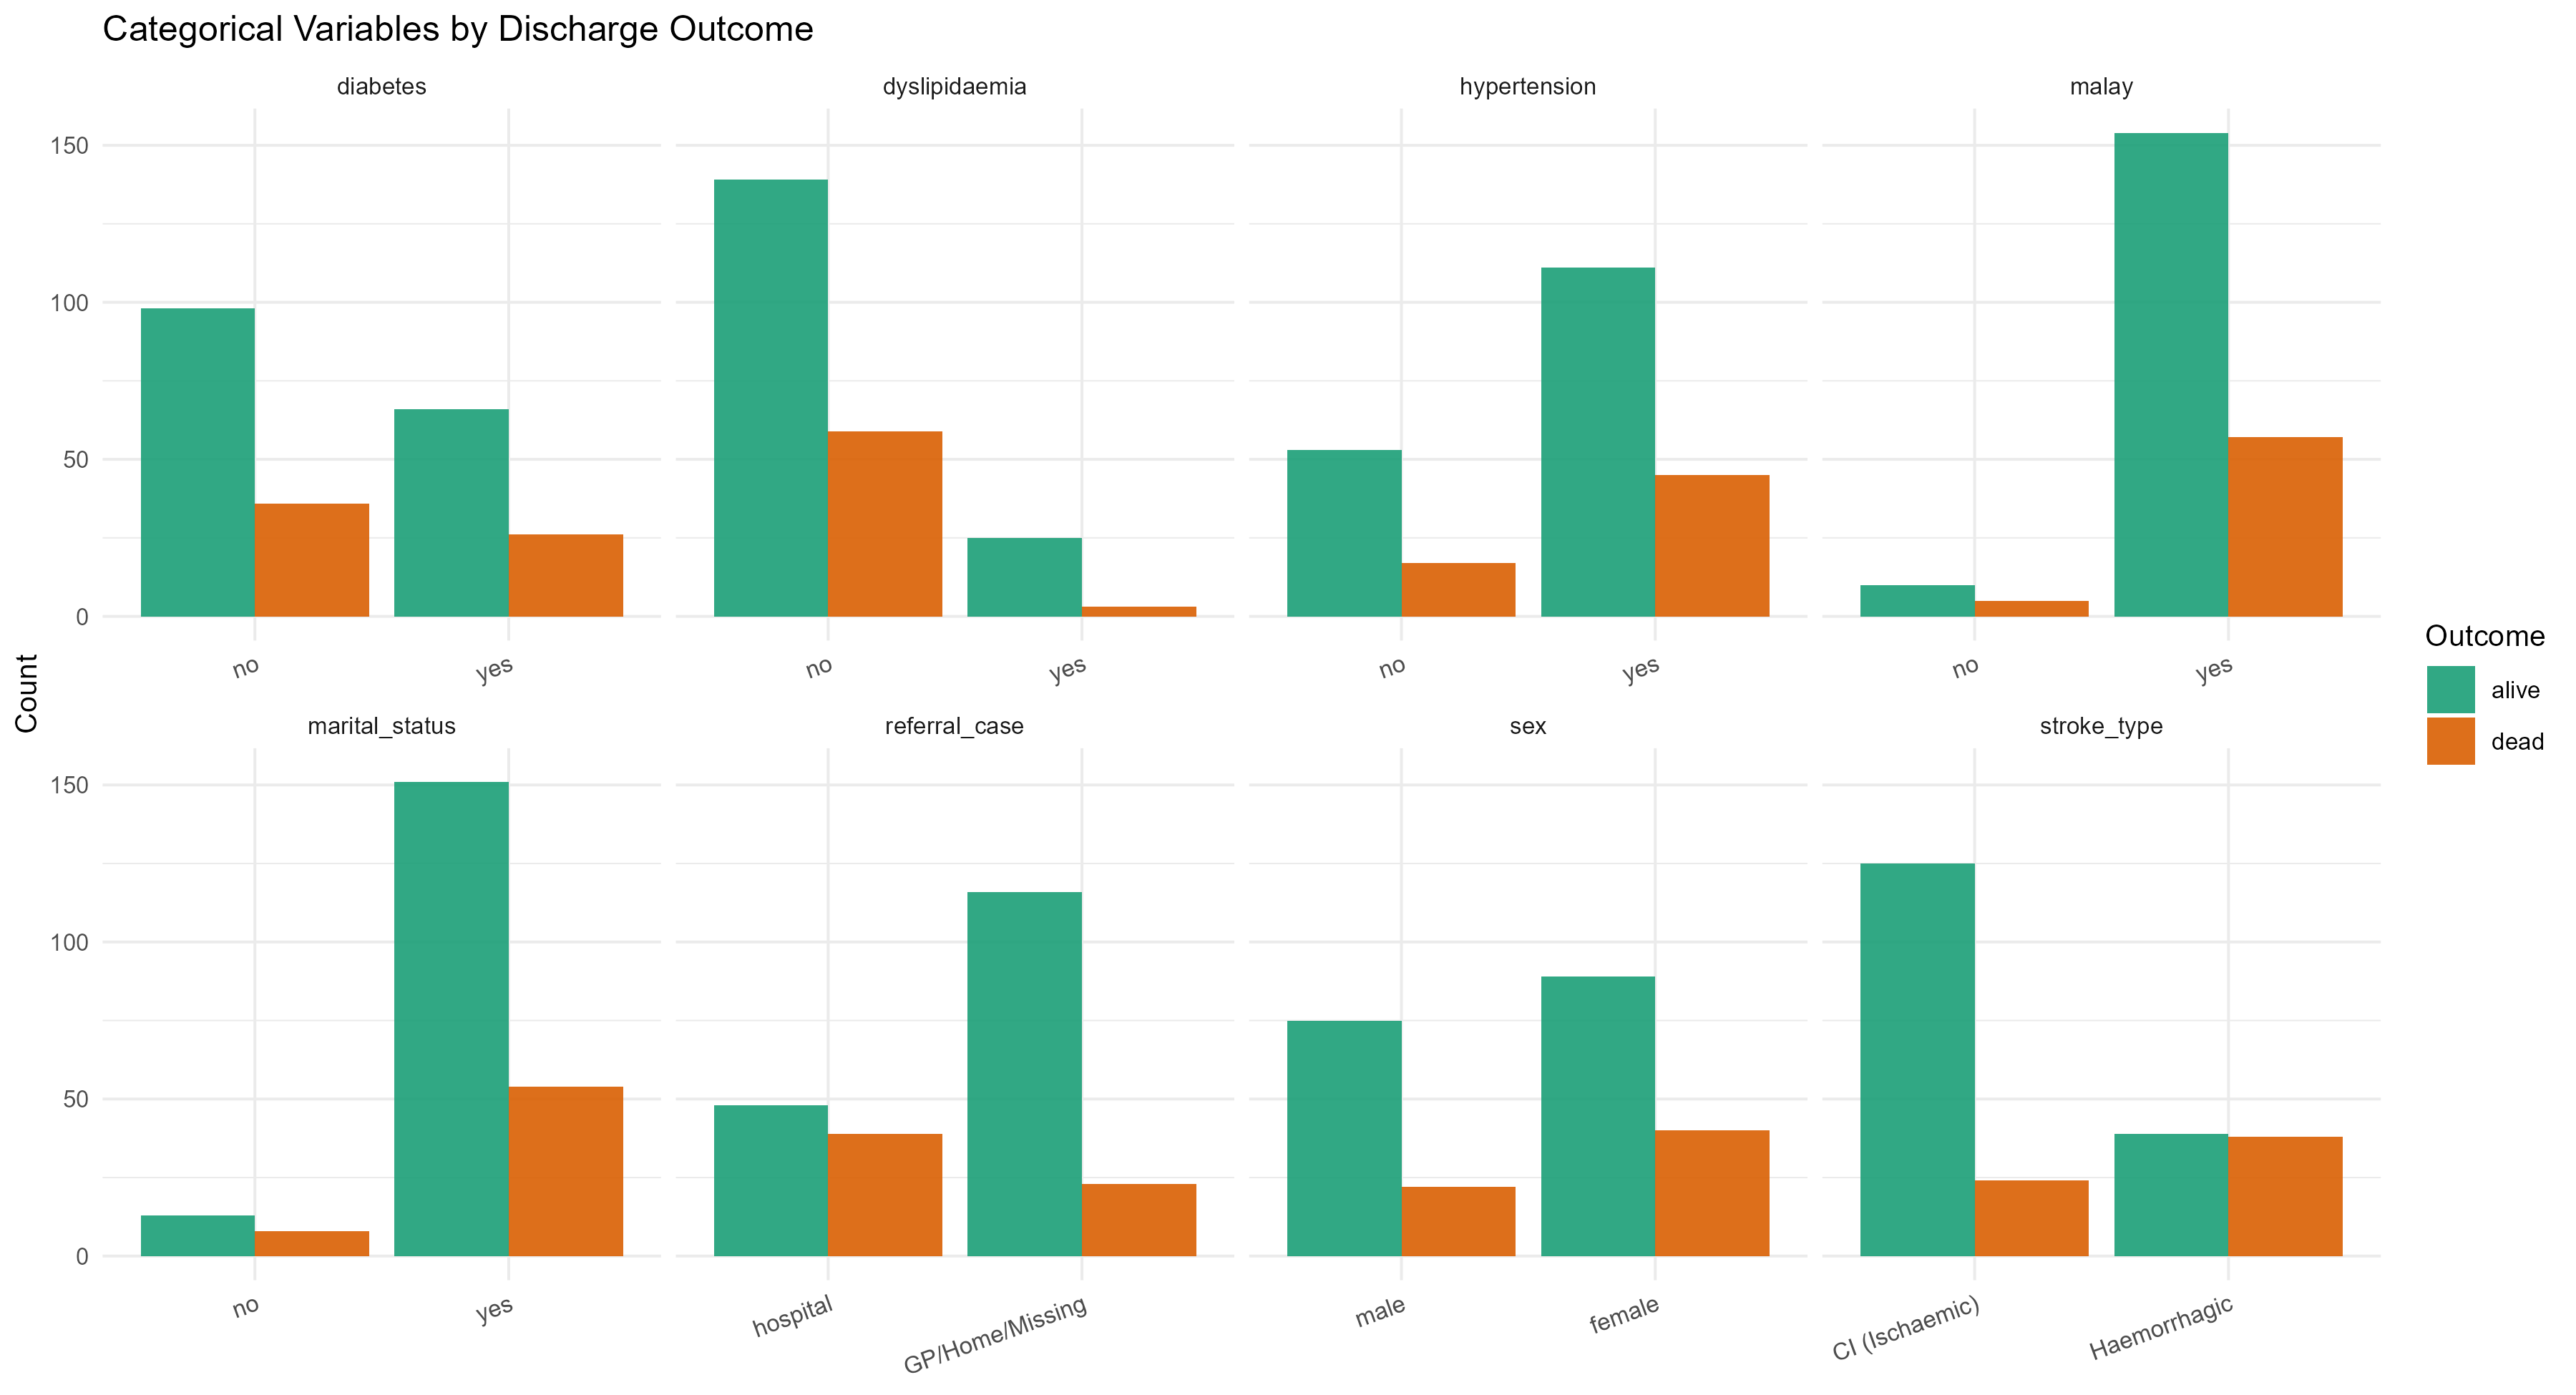 Categorical Variables by Discharge Outcome
diabetes
dyslipidaemia
hypertension
malay
150
100
50
0
no
yes
no
yes
no
yes
no
yes
Count
marital_status
referral_case
sex
stroke_type
150
100
50
0
no
yes
hospital
GP/Home/Missing
male
female
CI (Ischaemic)
Haemorrhagic
Outcome
alive
dead